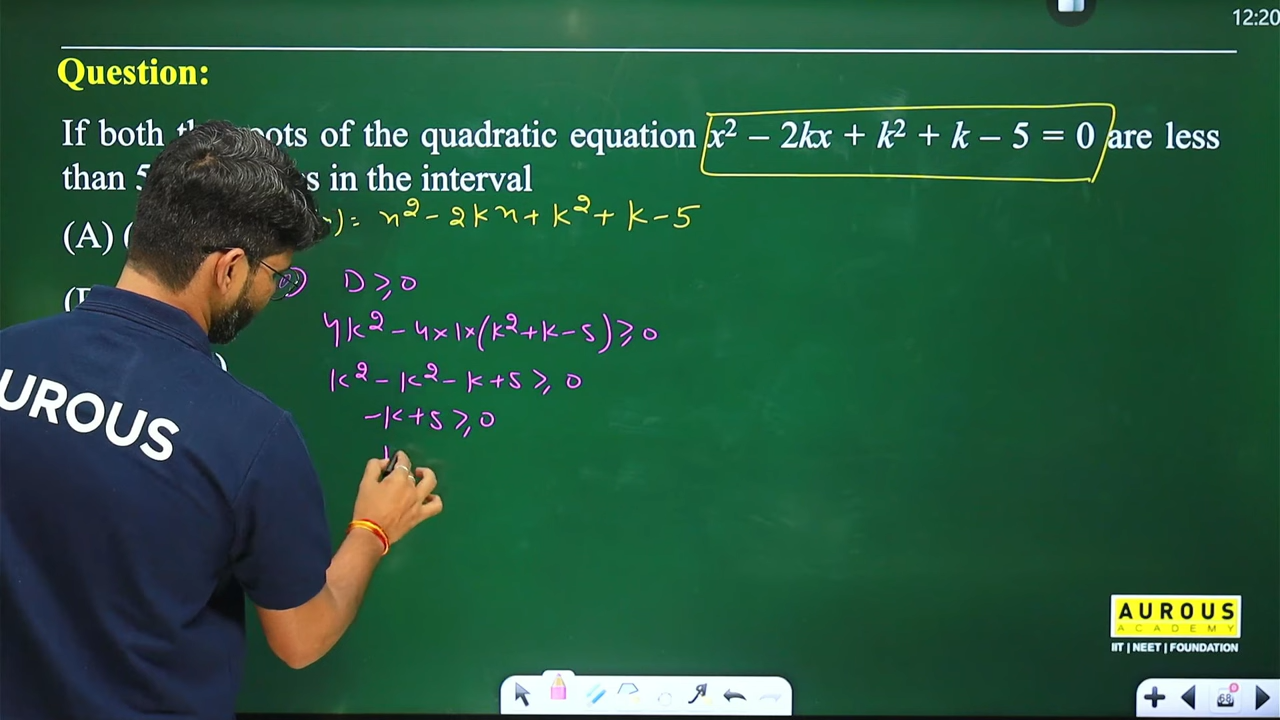 12:20
Question:
If both ots of the quadratic equation x² − 2kx + k² + k − 5 = 0 are less
than 5 s in the interval
) = x² - 2kx + k² + k - 5
(A) (
D ≥ 0
4k² - 4×1×(k²+k-5) ≥ 0
k² - k² - k + 5 ≥ 0
-k+5 ≥ 0
UROUS
AUROUS
ACADEMY
IIT | NEET | FOUNDATION
68